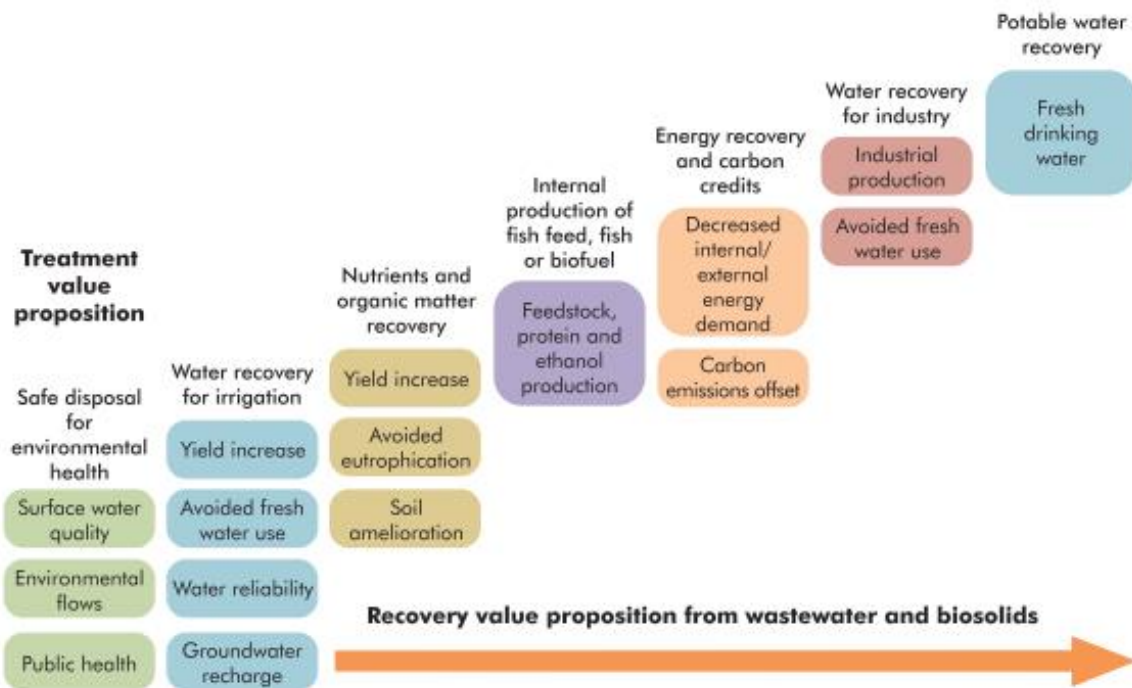 Treatment
value
proposition
Safe disposal
for
environmental
health
Surface water
quality
Environmental
flows
Public health
Water recovery
for irrigation
Yield increase
Avoided fresh
water use
Water reliability
Groundwater
recharge
Nutrients and
organic matter
recovery
Yield increase
Avoided
eutrophication
Soil
amelioration
Internal
production of
fish feed, fish
or biofuel
Feedstock,
protein and
ethanol
production
Energy recovery
and carbon
credits
Decreased
internal/
external
energy
demand
Carbon
emissions offset
Water recovery
for industry
Industrial
production
Avoided fresh
water use
Potable water
recovery
Fresh
drinking
water
Recovery value proposition from wastewater and biosolids